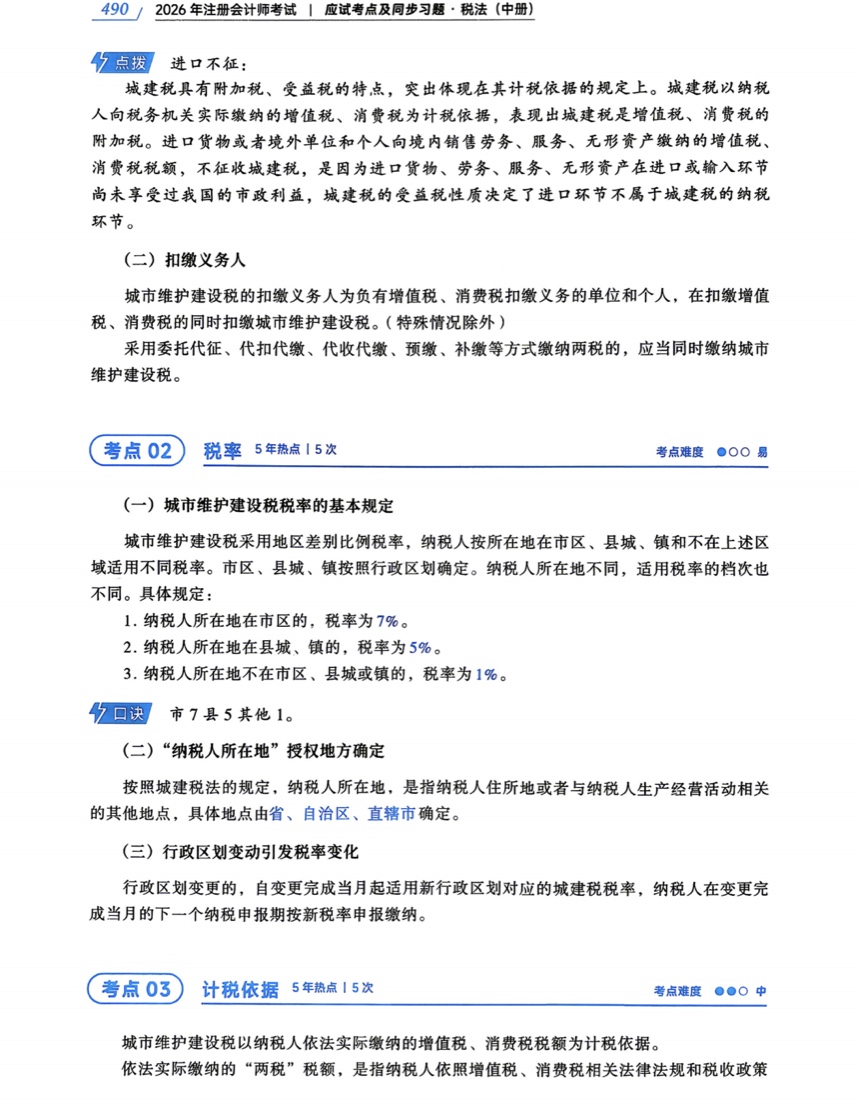 490 2026 年注册会计师考试 | 应试考点及同步习题·税法（中册）
点拨 进口不征：
城建税具有附加税、受益税的特点，突出体现在其计税依据的规定上。城建税以纳税
人向税务机关实际缴纳的增值税、消费税为计税依据，表现出城建税是增值税、消费税的
附加税。进口货物或者境外单位和个人向境内销售劳务、服务、无形资产缴纳的增值税、
消费税税额，不征收城建税，是因为进口货物、劳务、服务、无形资产在进口或输入环节
尚未享受过我国的市政利益，城建税的受益税性质决定了进口环节不属于城建税的纳税
环节。
（二）扣缴义务人
城市维护建设税的扣缴义务人为负有增值税、消费税扣缴义务的单位和个人，在扣缴增值
税、消费税的同时扣缴城市维护建设税。（特殊情况除外）
采用委托代征、代扣代缴、代收代缴、预缴、补缴等方式缴纳两税的，应当同时缴纳城市
维护建设税。
考点 02 税率 5 年热点 | 5 次 考点难度 易
（一）城市维护建设税税率的基本规定
城市维护建设税采用地区差别比例税率，纳税人按所在地在市区、县城、镇和不在上述区
域适用不同税率。市区、县城、镇按照行政区划确定。纳税人所在地不同，适用税率的档次也
不同。具体规定：
1. 纳税人所在地在市区的，税率为7%。
2. 纳税人所在地在县城、镇的，税率为5%。
3. 纳税人所在地不在市区、县城或镇的，税率为1%。
口诀 市 7 县 5 其他 1。
（二）“纳税人所在地”授权地方确定
按照城建税法的规定，纳税人所在地，是指纳税人住所地或者与纳税人生产经营活动相关
的其他地点，具体地点由省、自治区、直辖市确定。
（三）行政区划变动引发税率变化
行政区划变更的，自变更完成当月起适用新行政区划对应的城建税税率，纳税人在变更完
成当月的下一个纳税申报期按新税率申报缴纳。
考点 03 计税依据 5 年热点 | 5 次 考点难度 中
城市维护建设税以纳税人依法实际缴纳的增值税、消费税税额为计税依据。
依法实际缴纳的“两税”税额，是指纳税人依照增值税、消费税相关法律法规和税收政策